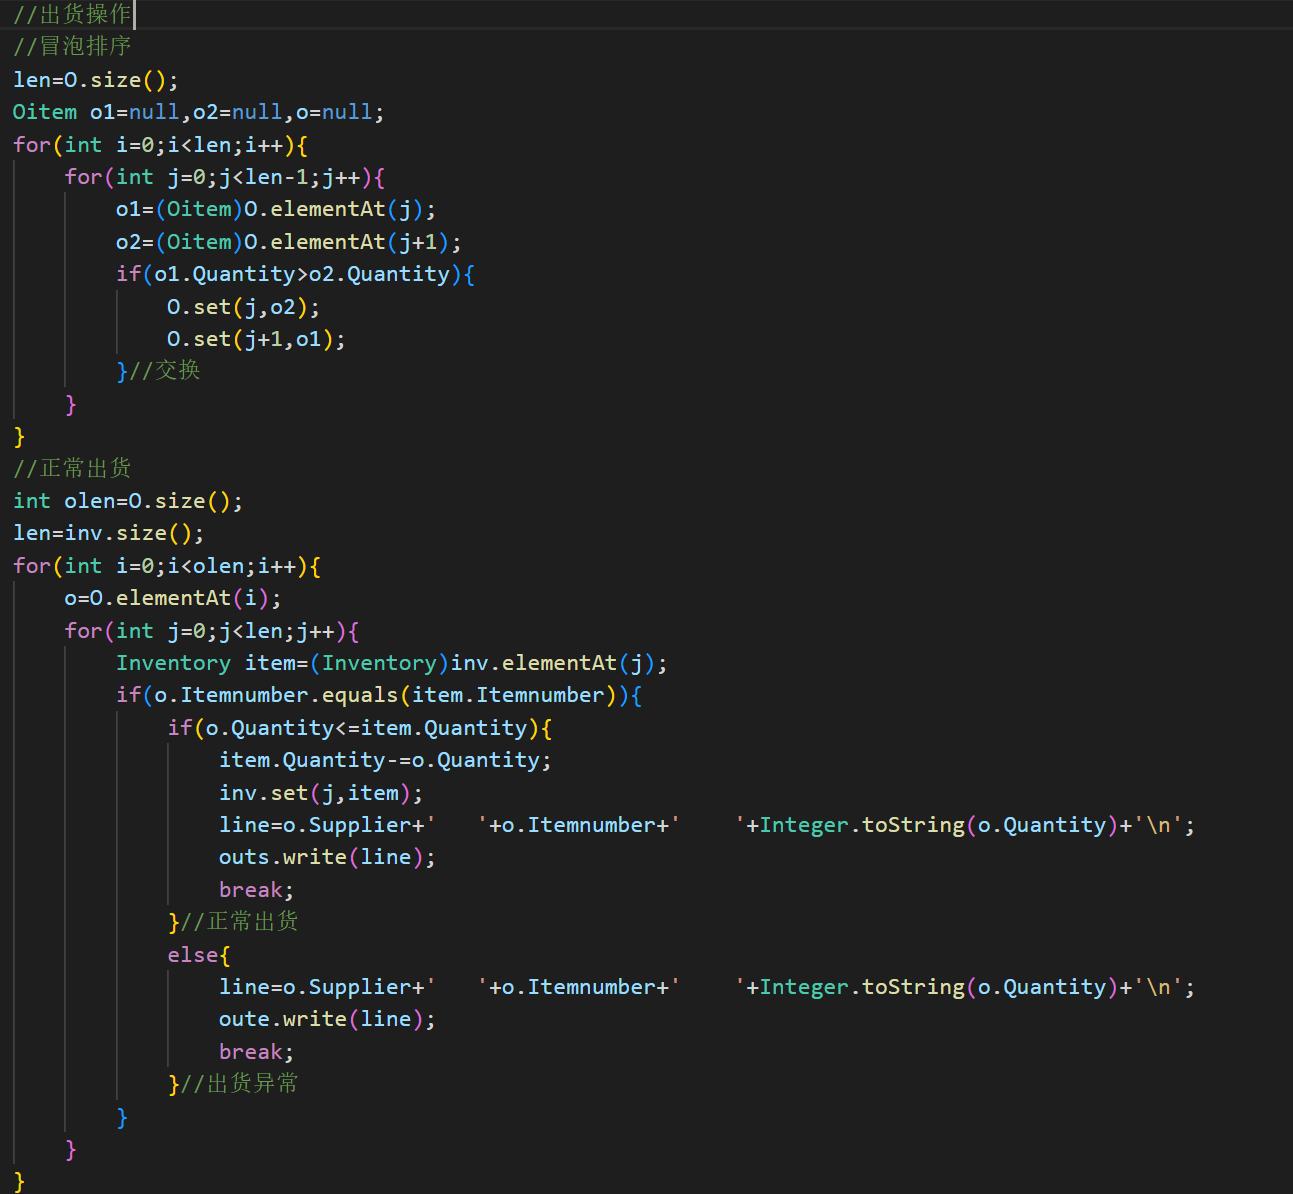 //出货操作
//冒泡排序
len=O.size();
Oitem o1=null,o2=null,o=null;
for(int i=0;i<len;i++){
    for(int j=0;j<len-1;j++){
        o1=(Oitem)O.elementAt(j);
        o2=(Oitem)O.elementAt(j+1);
        if(o1.Quantity>o2.Quantity){
            O.set(j,o2);
            O.set(j+1,o1);
        }//交换
    }
}
//正常出货
int olen=O.size();
len=inv.size();
for(int i=0;i<olen;i++){
    o=O.elementAt(i);
    for(int j=0;j<len;j++){
        Inventory item=(Inventory)inv.elementAt(j);
        if(o.Itemnumber.equals(item.Itemnumber)){
            if(o.Quantity<=item.Quantity){
                item.Quantity-=o.Quantity;
                inv.set(j,item);
                line=o.Supplier+'   '+o.Itemnumber+'    '+Integer.toString(o.Quantity)+'\n';
                outs.write(line);
                break;
            }//正常出货
            else{
                line=o.Supplier+'   '+o.Itemnumber+'    '+Integer.toString(o.Quantity)+'\n';
                oute.write(line);
                break;
            }//出货异常
        }
    }
}